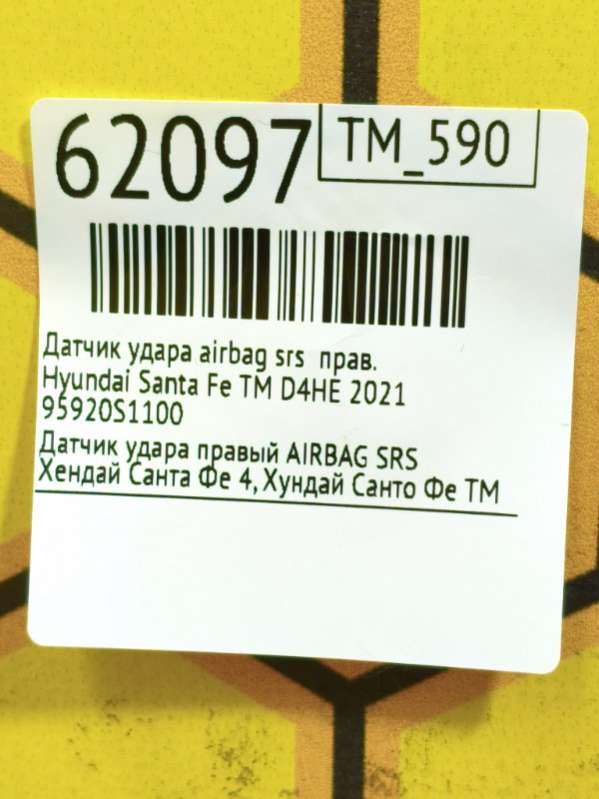 62097
TM_590
Датчик удара airbag srs прав.
Hyundai Santa Fe TM D4HE 2021
95920S1100
Датчик удара правый AIRBAG SRS
Хендай Санта Фе 4, Хундай Санто Фе ТМ